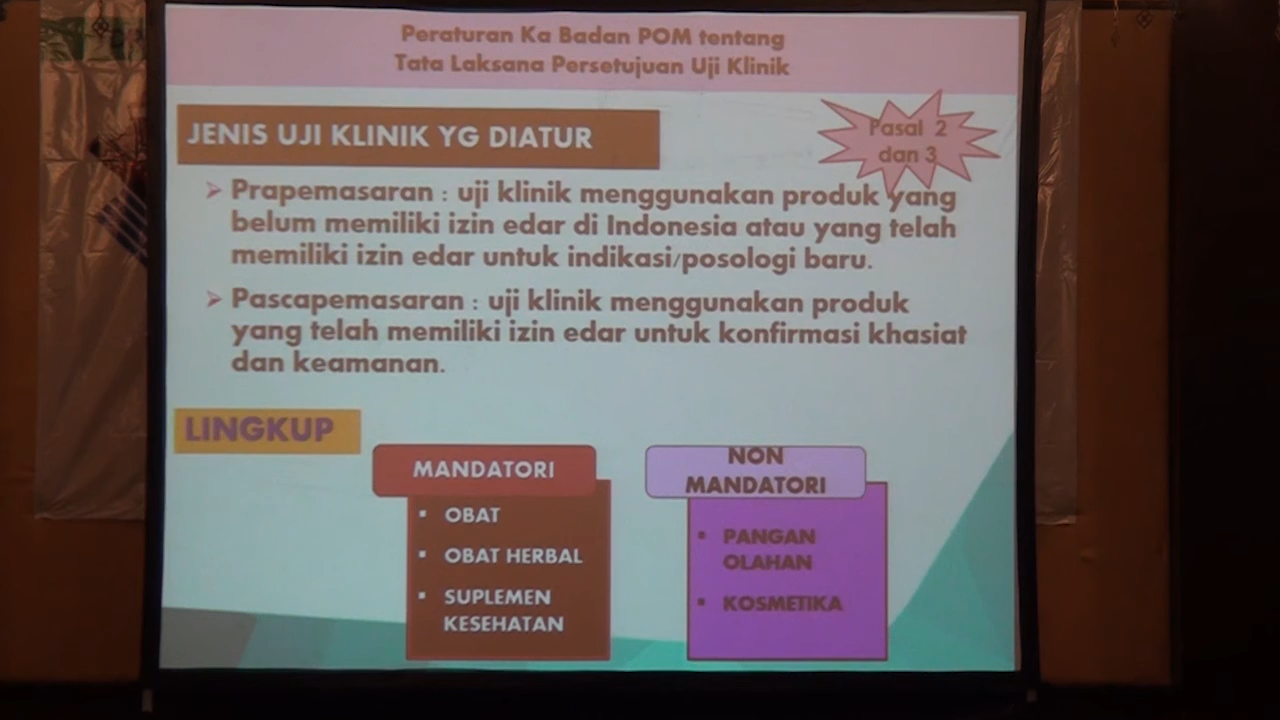 Peraturan Ka Badan POM tentang
Tata Laksana Persetujuan Uji Klinik
JENIS UJI KLINIK YG DIATUR
Pasal 2
dan 3
➢ Prapemasaran : uji klinik menggunakan produk yang
belum memiliki izin edar di Indonesia atau yang telah
memiliki izin edar untuk indikasi/posologi baru.
➢ Pascapemasaran : uji klinik menggunakan produk
yang telah memiliki izin edar untuk konfirmasi khasiat
dan keamanan.
LINGKUP
MANDATORI
▪ OBAT
▪ OBAT HERBAL
▪ SUPLEMEN
KESEHATAN
NON
MANDATORI
▪ PANGAN
OLAHAN
▪ KOSMETIKA